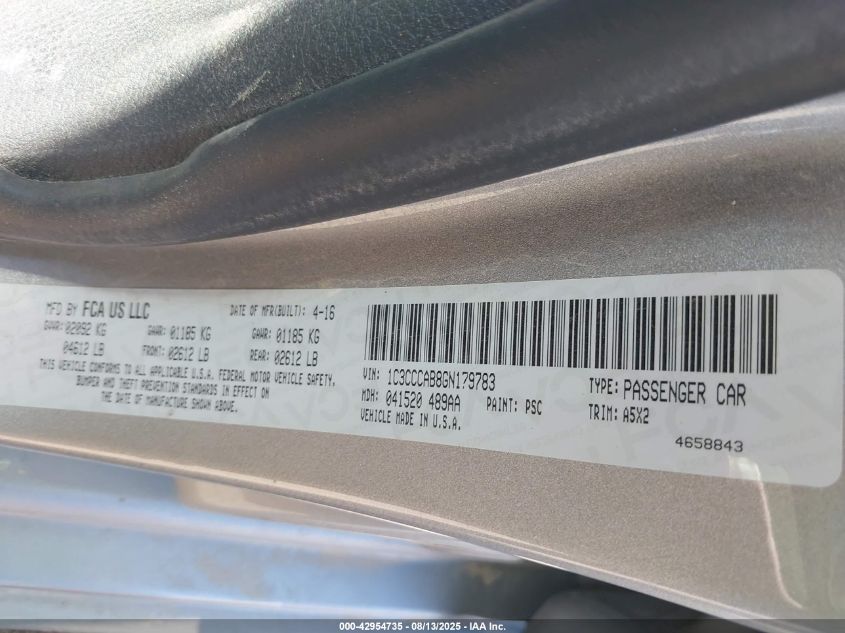 MFD BY FCA US LLC DATE OF MFR(BUILT): 4-16
GVWR: 02092 KG GAWR: 01185 KG GAWR: 01185 KG
04612 LB FRONT: 02612 LB REAR: 02612 LB
THIS VEHICLE CONFORMS TO ALL APPLICABLE U.S.A. FEDERAL MOTOR VEHICLE SAFETY,
BUMPER AND THEFT PREVENTION STANDARDS IN EFFECT ON
THE DATE OF MANUFACTURE SHOWN ABOVE.
VIN: 1C3CCCAB8GN179783 TYPE: PASSENGER CAR
MDH: 041520 489AA PAINT: PSC TRIM: A5X2
VEHICLE MADE IN U.S.A.
4658843
000-42954735 - 08/13/2025 - IAA Inc.